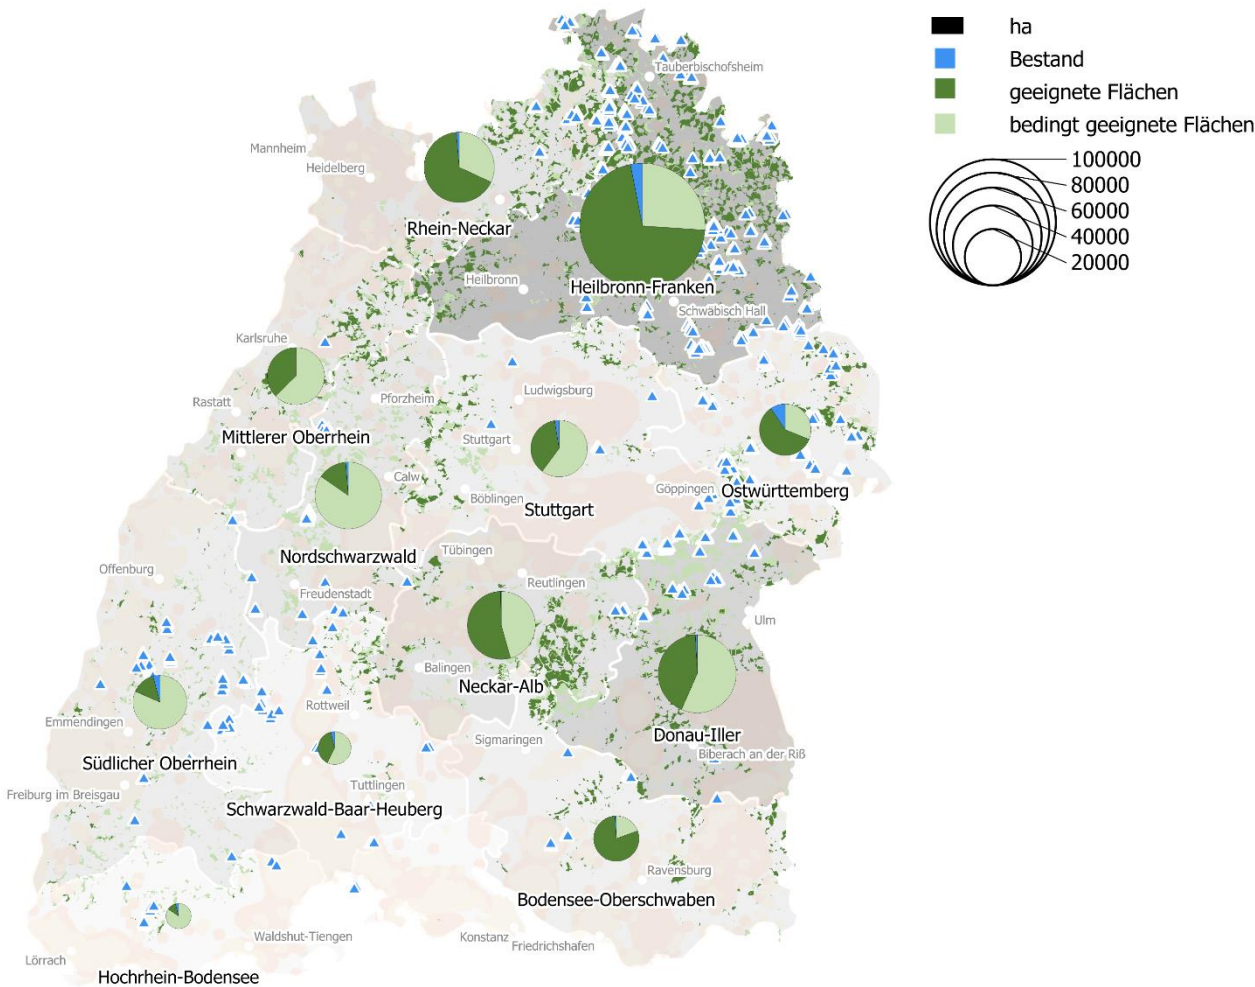 ha
Bestand
geeignete Flächen
bedingt geeignete Flächen
100000
80000
60000
40000
20000
Tauberbischofsheim
Mannheim
Heidelberg
Rhein-Neckar
Heilbronn
Heilbronn-Franken
Schwäbisch Hall
Karlsruhe
Rastatt
Pforzheim
Ludwigsburg
Mittlerer Oberrhein
Stuttgart
Calw
Böblingen
Göppingen
Stuttgart
Ostwürttemberg
Nordschwarzwald
Tübingen
Offenburg
Freudenstadt
Reutlingen
Ulm
Balingen
Neckar-Alb
Rottweil
Emmendingen
Sigmaringen
Donau-Iller
Biberach an der Riß
Südlicher Oberrhein
Freiburg im Breisgau
Tuttlingen
Schwarzwald-Baar-Heuberg
Ravensburg
Bodensee-Oberschwaben
Waldshut-Tiengen
Konstanz
Friedrichshafen
Lörrach
Hochrhein-Bodensee